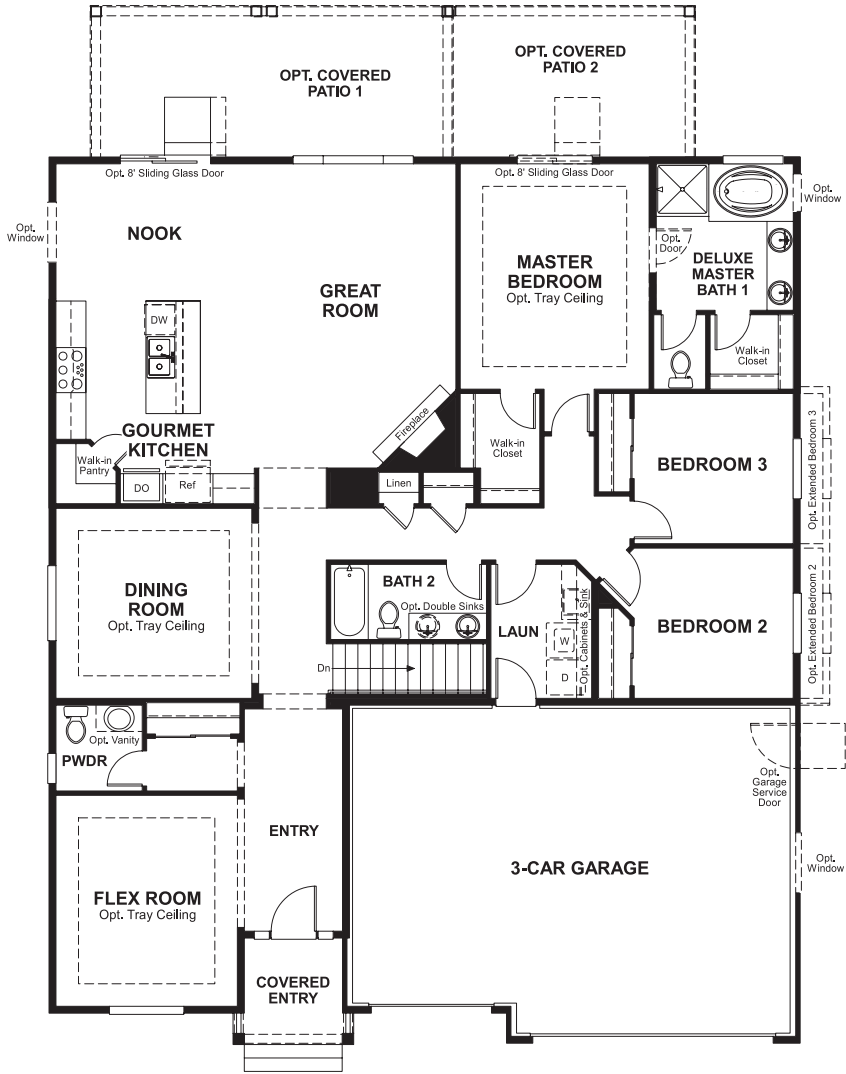 OPT. COVERED
PATIO 1
OPT. COVERED
PATIO 2
Opt. 8' Sliding Glass Door
Opt. 8' Sliding Glass Door
Opt.
Window
Opt.
Window
NOOK
GREAT
ROOM
MASTER
BEDROOM
Opt. Tray Ceiling
Opt.
Door
DELUXE
MASTER
BATH 1
DW
Walk-in
Closet
Fireplace
GOURMET
KITCHEN
Walk-in
Pantry
DO
Ref
Linen
Walk-in
Closet
BEDROOM 3
Opt. Extended Bedroom 3
DINING
ROOM
Opt. Tray Ceiling
BATH 2
Opt. Double Sinks
LAUN
W
D
Opt. Cabinets & Sink
BEDROOM 2
Opt. Extended Bedroom 2
Dn
Opt. Vanity
PWDR
Opt.
Garage
Service
Door
ENTRY
3-CAR GARAGE
Opt.
Window
FLEX ROOM
Opt. Tray Ceiling
COVERED
ENTRY